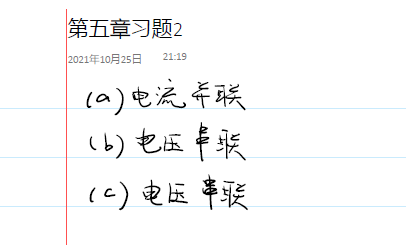 第五章习题2
2021年10月25日 21:19
(a) 电流并联
(b) 电压串联
(c) 电压串联